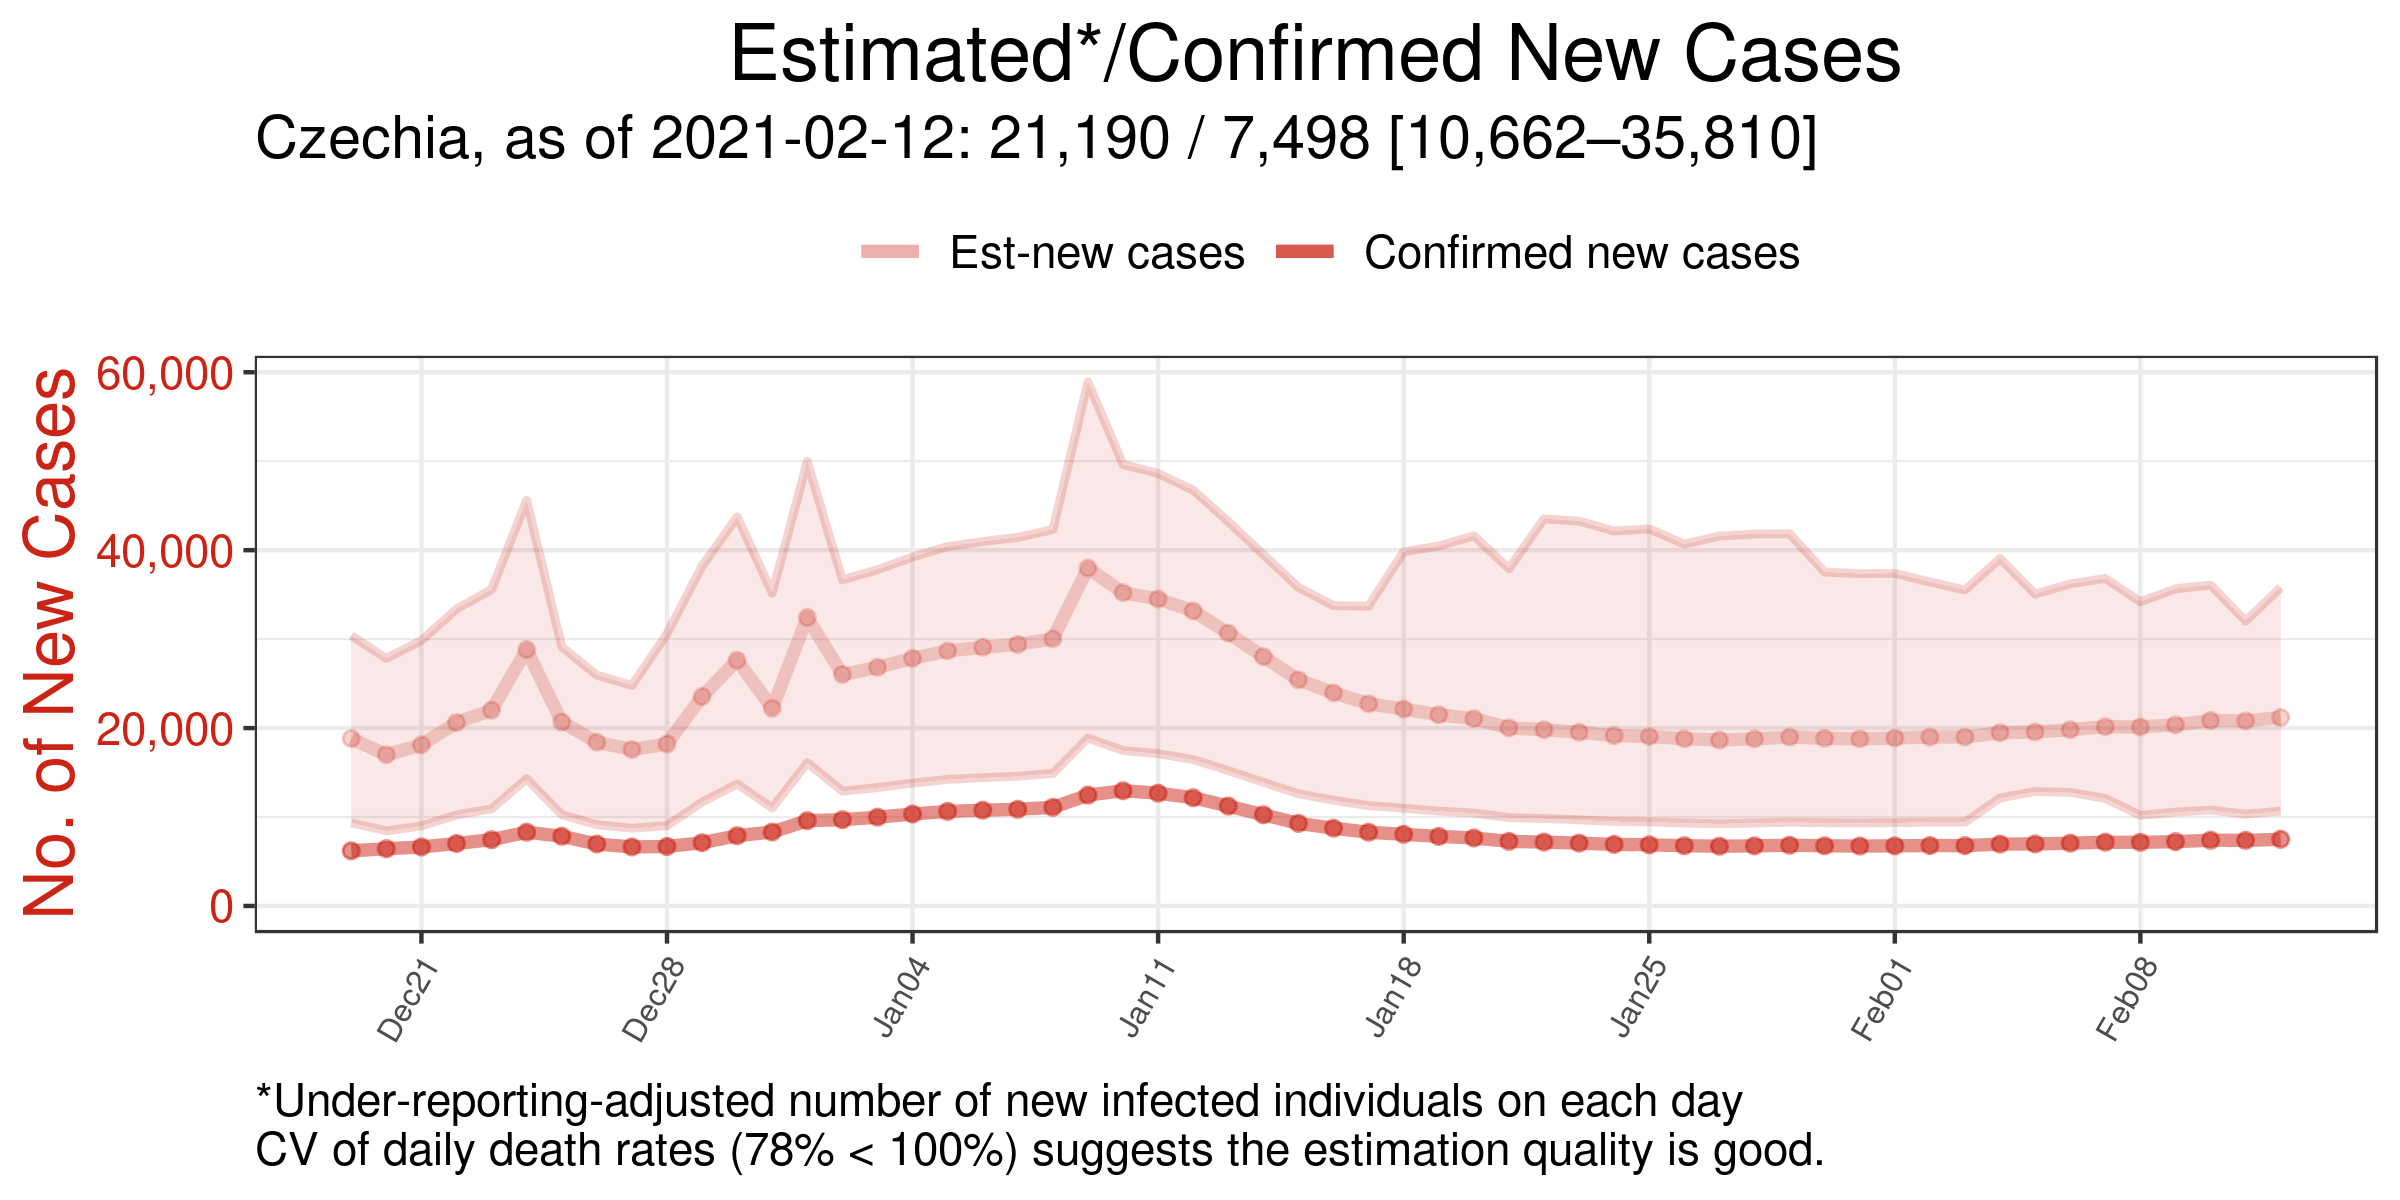 Estimated*/Confirmed New Cases
Czechia, as of 2021-02-12: 21,190 / 7,498 [10,662–35,810]
Est-new cases Confirmed new cases
No. of New Cases
60,000
40,000
20,000
0
Dec21 Dec28 Jan04 Jan11 Jan18 Jan25 Feb01 Feb08
*Under-reporting-adjusted number of new infected individuals on each day
CV of daily death rates (78% < 100%) suggests the estimation quality is good.